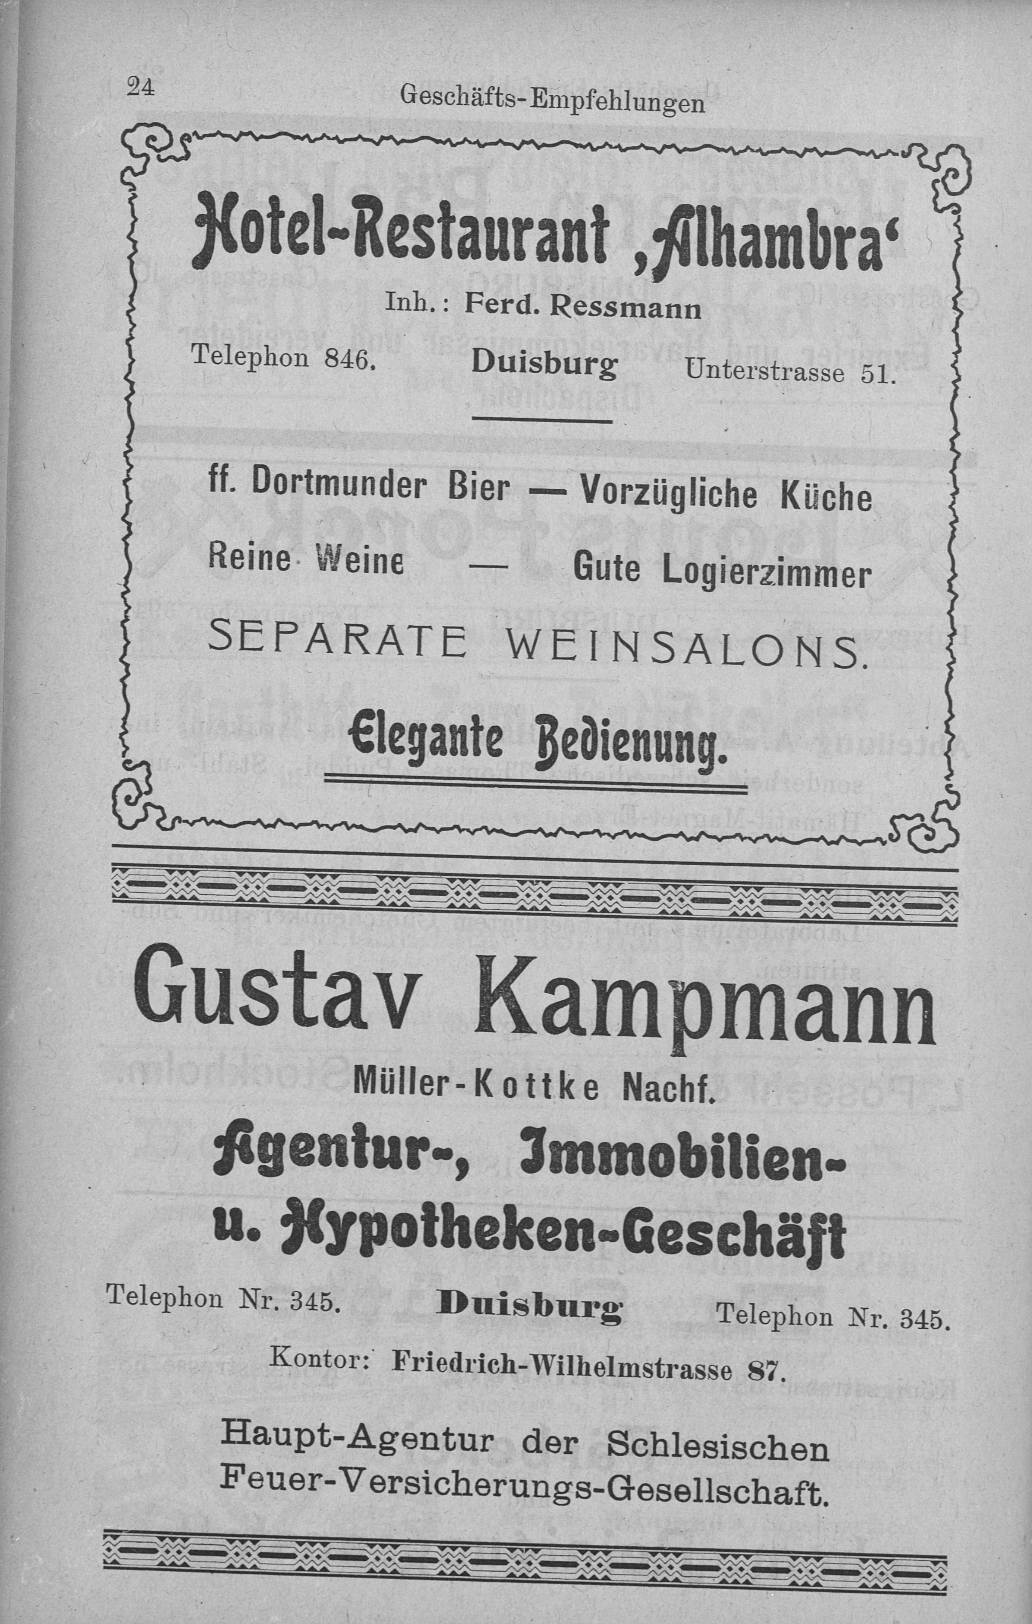 24
Geschäfts-Empfehlungen
Hotel-Restaurant ‚Alhambra‘
Inh.: Ferd. Ressmann
Telephon 846. Duisburg Unterstrasse 51.
ff. Dortmunder Bier — Vorzügliche Küche
Reine Weine — Gute Logierzimmer
SEPARATE WEINSALONS.
Elegante Bedienung.
Gustav Kampmann
Müller-Kottke Nachf.
Agentur-, Immobilien-
u. Hypotheken-Geschäft
Telephon Nr. 345. Duisburg Telephon Nr. 345.
Kontor: Friedrich-Wilhelmstrasse 87.
Haupt-Agentur der Schlesischen
Feuer-Versicherungs-Gesellschaft.